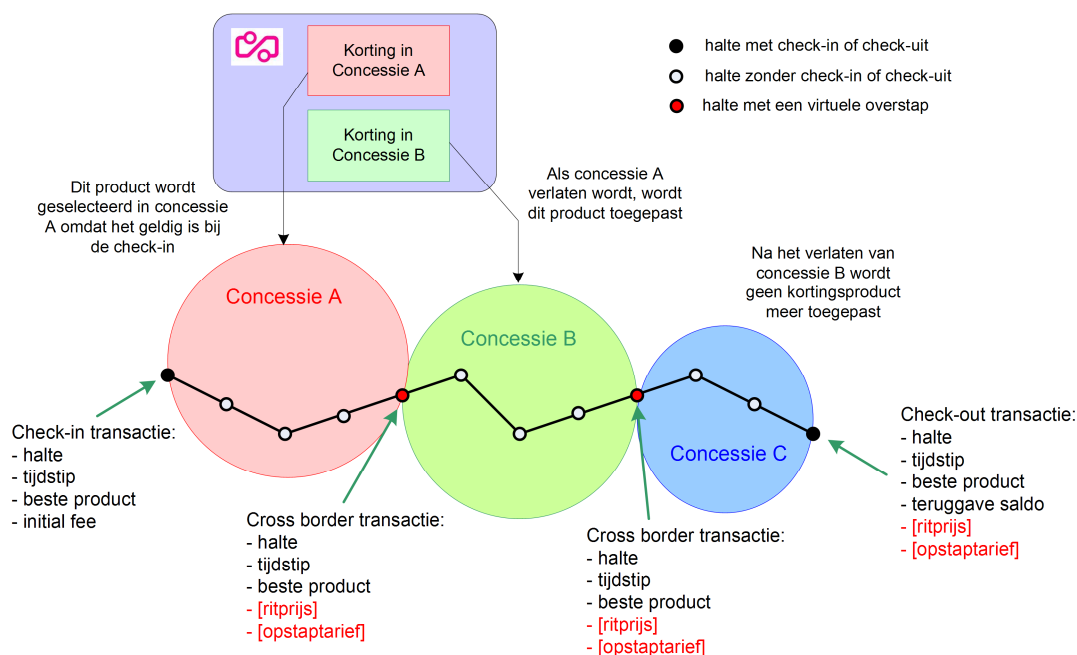 Korting in
Concessie A
Korting in
Concessie B
halte met check-in of check-uit
halte zonder check-in of check-uit
halte met een virtuele overstap
Dit product wordt
geselecteerd in concessie
A omdat het geldig is bij
de check-in
Als concessie A
verlaten wordt, wordt
dit product toegepast
Na het verlaten van
concessie B wordt
geen kortingsproduct
meer toegepast
Concessie A
Concessie B
Concessie C
Check-in transactie:
- halte
- tijdstip
- beste product
- initial fee
Cross border transactie:
- halte
- tijdstip
- beste product
- [ritprijs]
- [opstaptarief]
Cross border transactie:
- halte
- tijdstip
- beste product
- [ritprijs]
- [opstaptarief]
Check-out transactie:
- halte
- tijdstip
- beste product
- teruggave saldo
- [ritprijs]
- [opstaptarief]